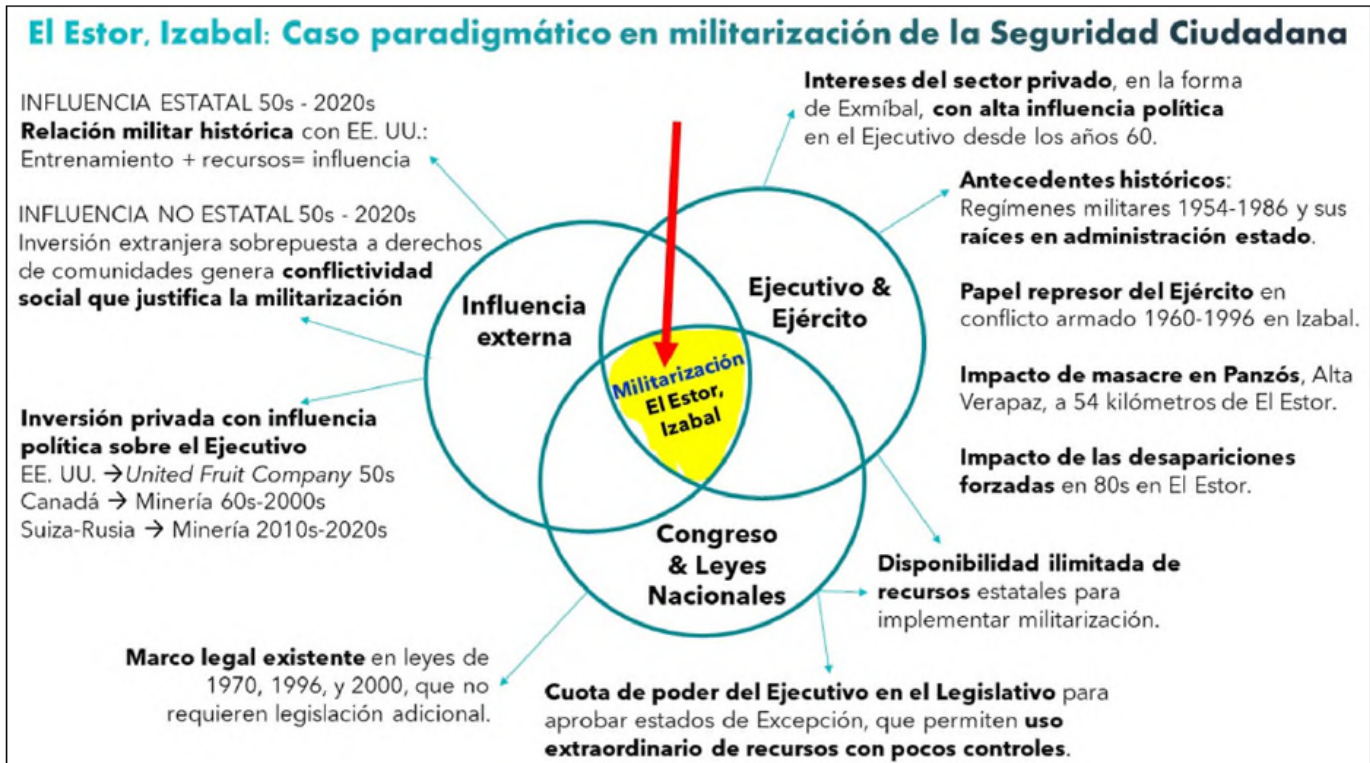 El Estor, Izabal: Caso paradigmático en militarización de la Seguridad Ciudadana
INFLUENCIA ESTATAL 50s - 2020s
Relación militar histórica con EE. UU.:
Entrenamiento + recursos= influencia
INFLUENCIA NO ESTATAL 50s - 2020s
Inversión extranjera sobrepuesta a derechos
de comunidades genera conflictividad
social que justifica la militarización
Inversión privada con influencia
política sobre el Ejecutivo
EE. UU. →United Fruit Company 50s
Canadá → Minería 60s-2000s
Suiza-Rusia → Minería 2010s-2020s
Influencia
externa
Ejecutivo &
Ejército
Militarización
El Estor,
Izabal
Congreso
& Leyes
Nacionales
Intereses del sector privado, en la forma
de Exmíbal, con alta influencia política
en el Ejecutivo desde los años 60.
Antecedentes históricos:
Regímenes militares 1954-1986 y sus
raíces en administración estado.
Papel represor del Ejército en
conflicto armado 1960-1996 en Izabal.
Impacto de masacre en Panzós, Alta
Verapaz, a 54 kilómetros de El Estor.
Impacto de las desapariciones
forzadas en 80s en El Estor.
Disponibilidad ilimitada de
recursos estatales para
implementar militarización.
Marco legal existente en leyes de
1970, 1996, y 2000, que no
requieren legislación adicional.
Cuota de poder del Ejecutivo en el Legislativo para
aprobar estados de Excepción, que permiten uso
extraordinario de recursos con pocos controles.